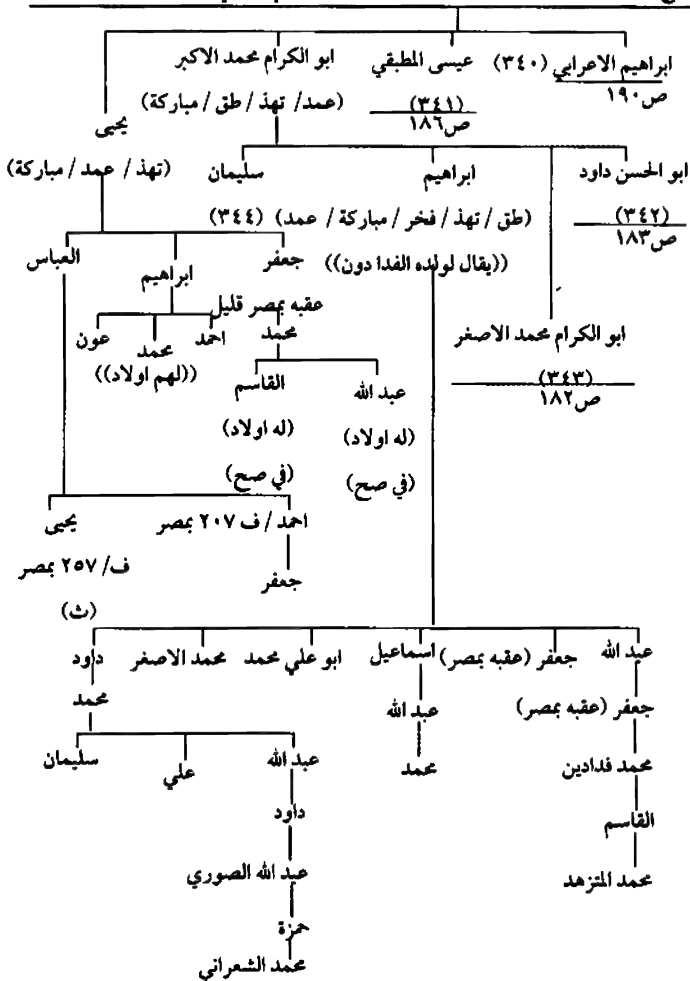 ابراهيم الاعرابي (٣٤٠)
ص١٩٠
عيسى المطبقي
(٣٤١)
ص١٨٦
ابو الكرام محمد الاكبر
(عمد/ تهذ/ طق/ مباركة)
يحيى
(تهذ/ عمد/ مباركة)
ابو الحسن داود
(٣٤٢)
ص١٨٣
ابراهيم
سليمان
(طق/ تهذ/ فخر/ مباركة/ عمد) (٣٤٤)
((يقال لولده الفدا دون))
ابو الكرام محمد الاصغر
(٣٤٣)
ص١٨٢
جعفر
ابراهيم
العباس
عقبه بمصر قليل
محمد
احمد
محمد
عون
((لهم اولاد))
عبد الله
القاسم
(له اولاد)
(له اولاد)
(في صح)
(في صح)
احمد/ ف ٢٠٧ بمصر
يحيى
جعفر
ف/ ٢٥٧ بمصر
(ث)
عبد الله
جعفر (عقبه بمصر)
اسماعيل
ابو علي محمد
محمد الاصغر
داود
جعفر (عقبه بمصر)
عبد الله
محمد
محمد فدادين
محمد
عبد الله
علي
سليمان
القاسم
داود
محمد المتزهد
عبد الله الصوري
حمزة
محمد الشعراني